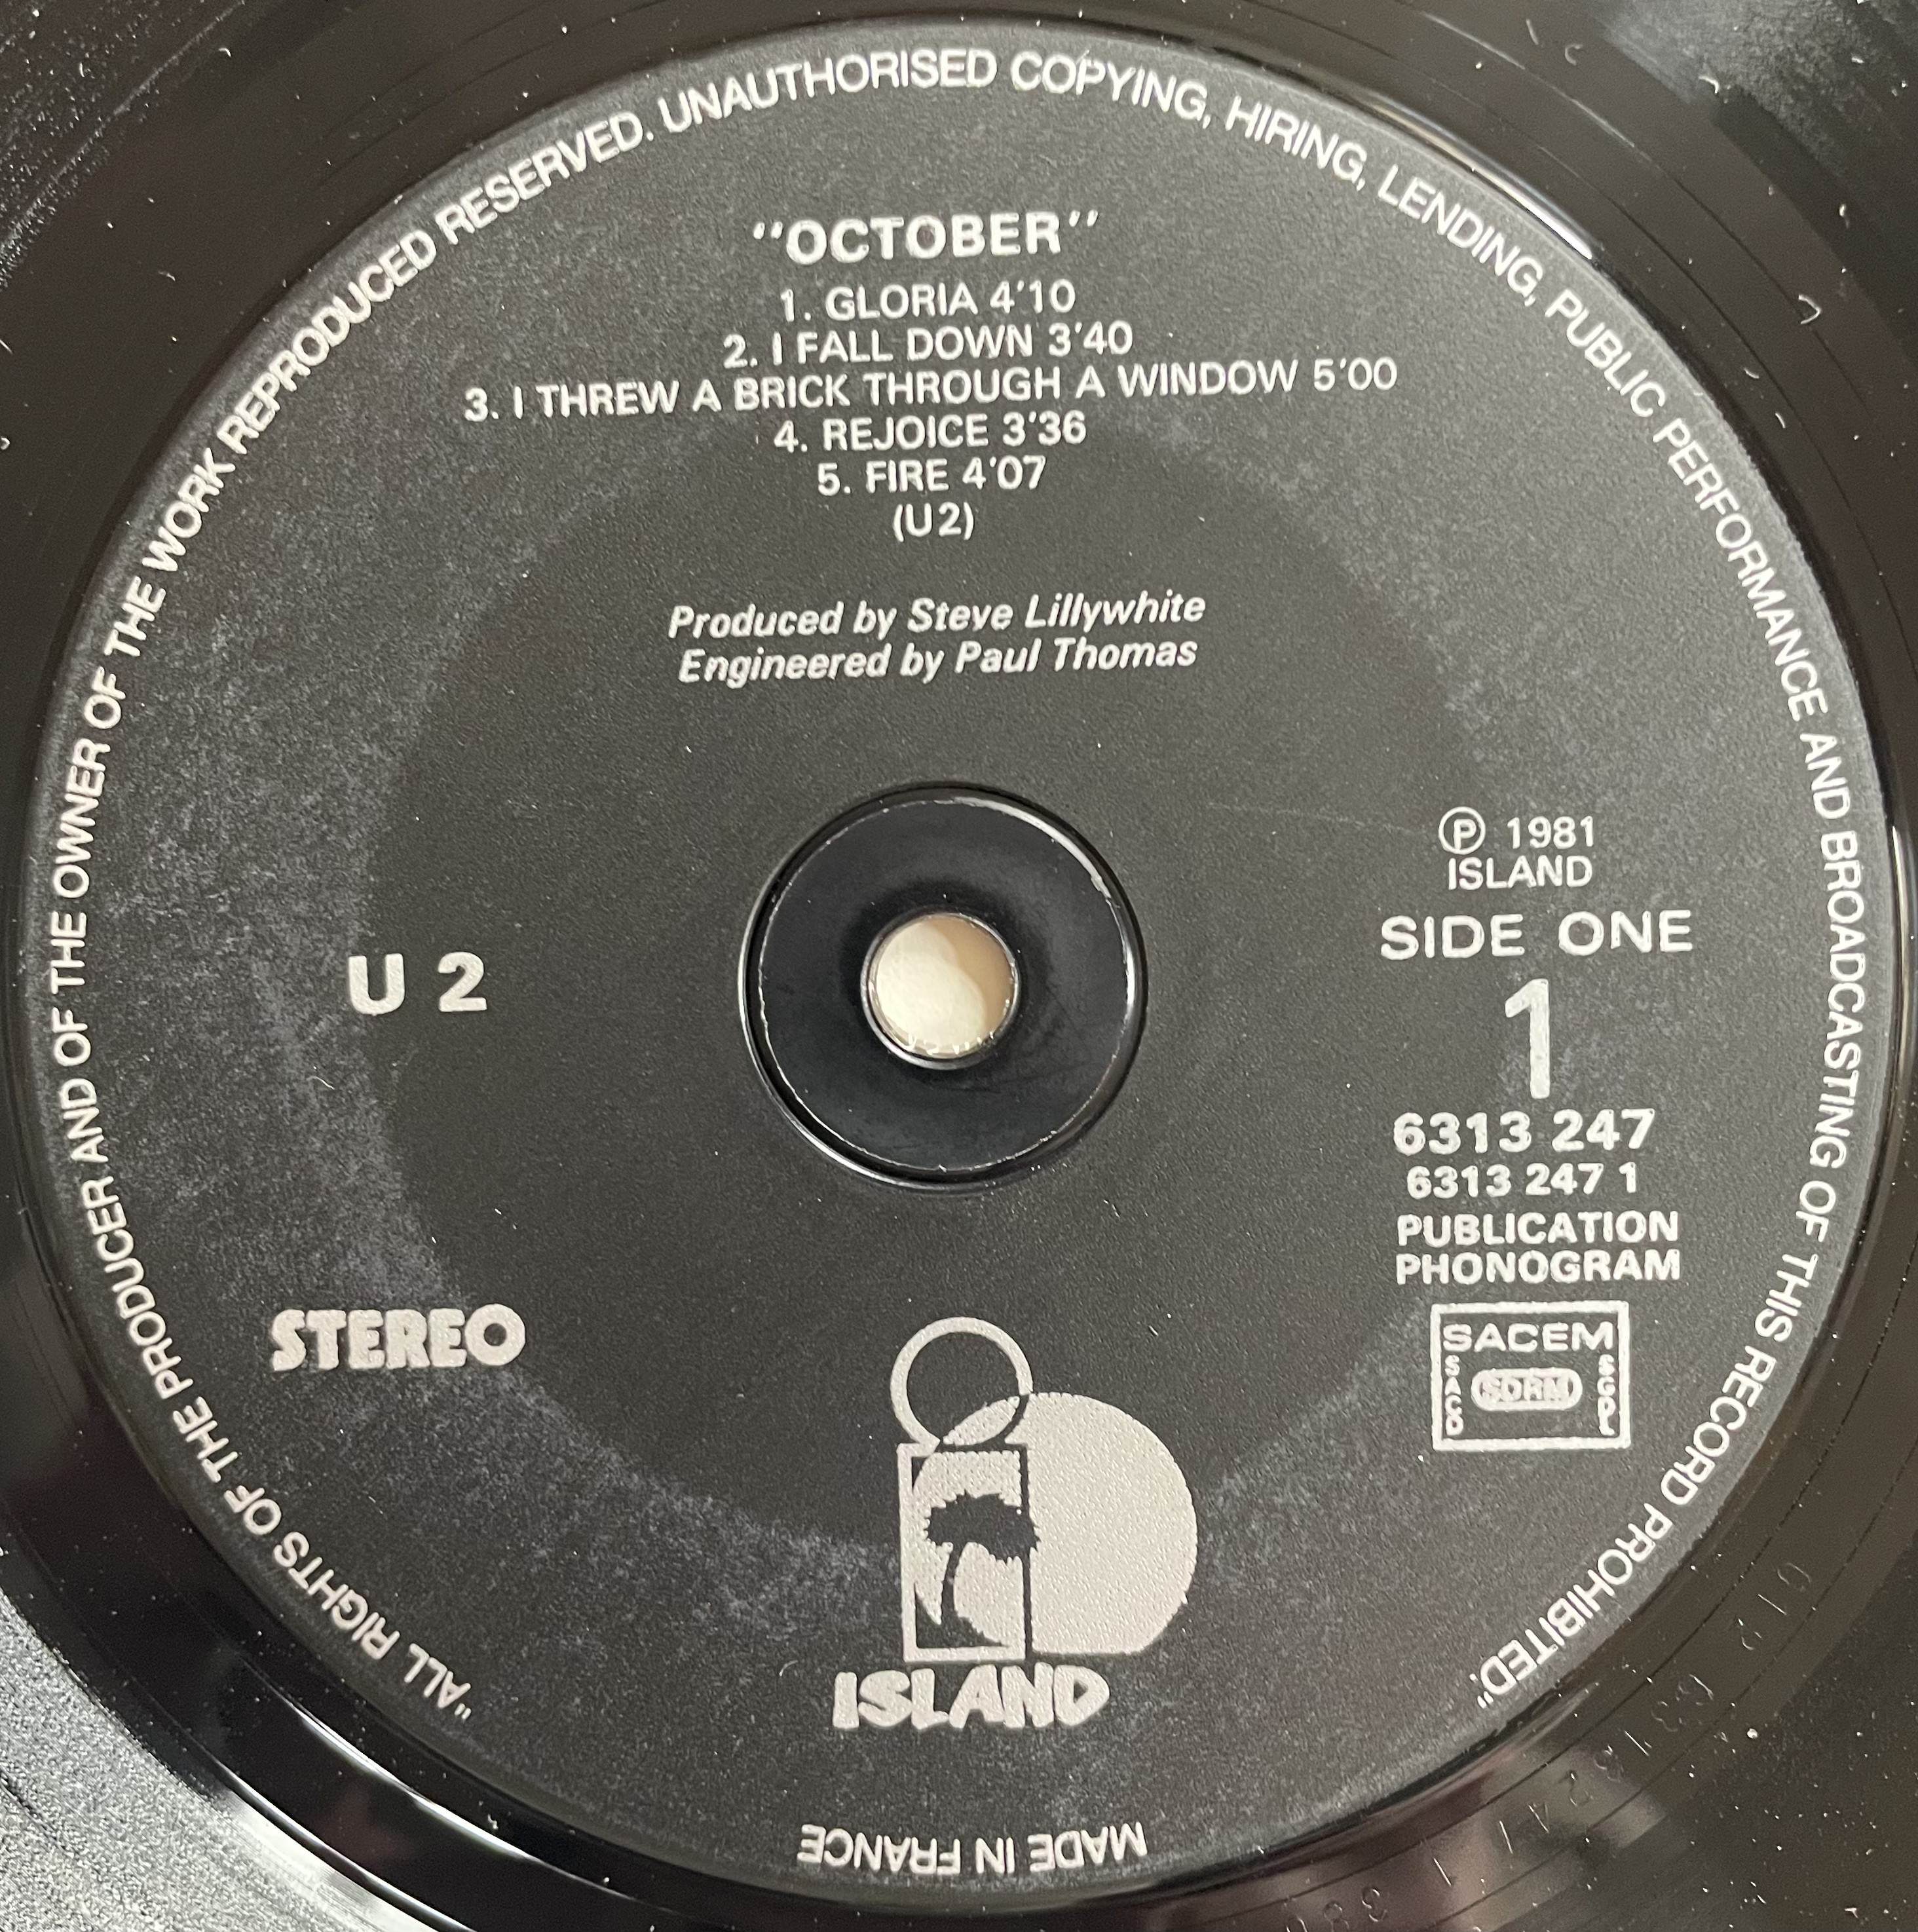 "ALL RIGHTS OF THE PRODUCER AND OF THE OWNER OF THE WORK REPRODUCED RESERVED. UNAUTHORISED COPYING, HIRING, LENDING, PUBLIC PERFORMANCE AND BROADCASTING OF THIS RECORD PROHIBITED."
"OCTOBER"
1. GLORIA 4'10
2. I FALL DOWN 3'40
3. I THREW A BRICK THROUGH A WINDOW 5'00
4. REJOICE 3'36
5. FIRE 4'07
(U2)
Produced by Steve Lillywhite
Engineered by Paul Thomas
U 2
STEREO
Ⓟ 1981
ISLAND
SIDE ONE
1
6313 247
6313 247 1
PUBLICATION
PHONOGRAM
SACEM
SACD
SDRM
SGDL
ISLAND
MADE IN FRANCE